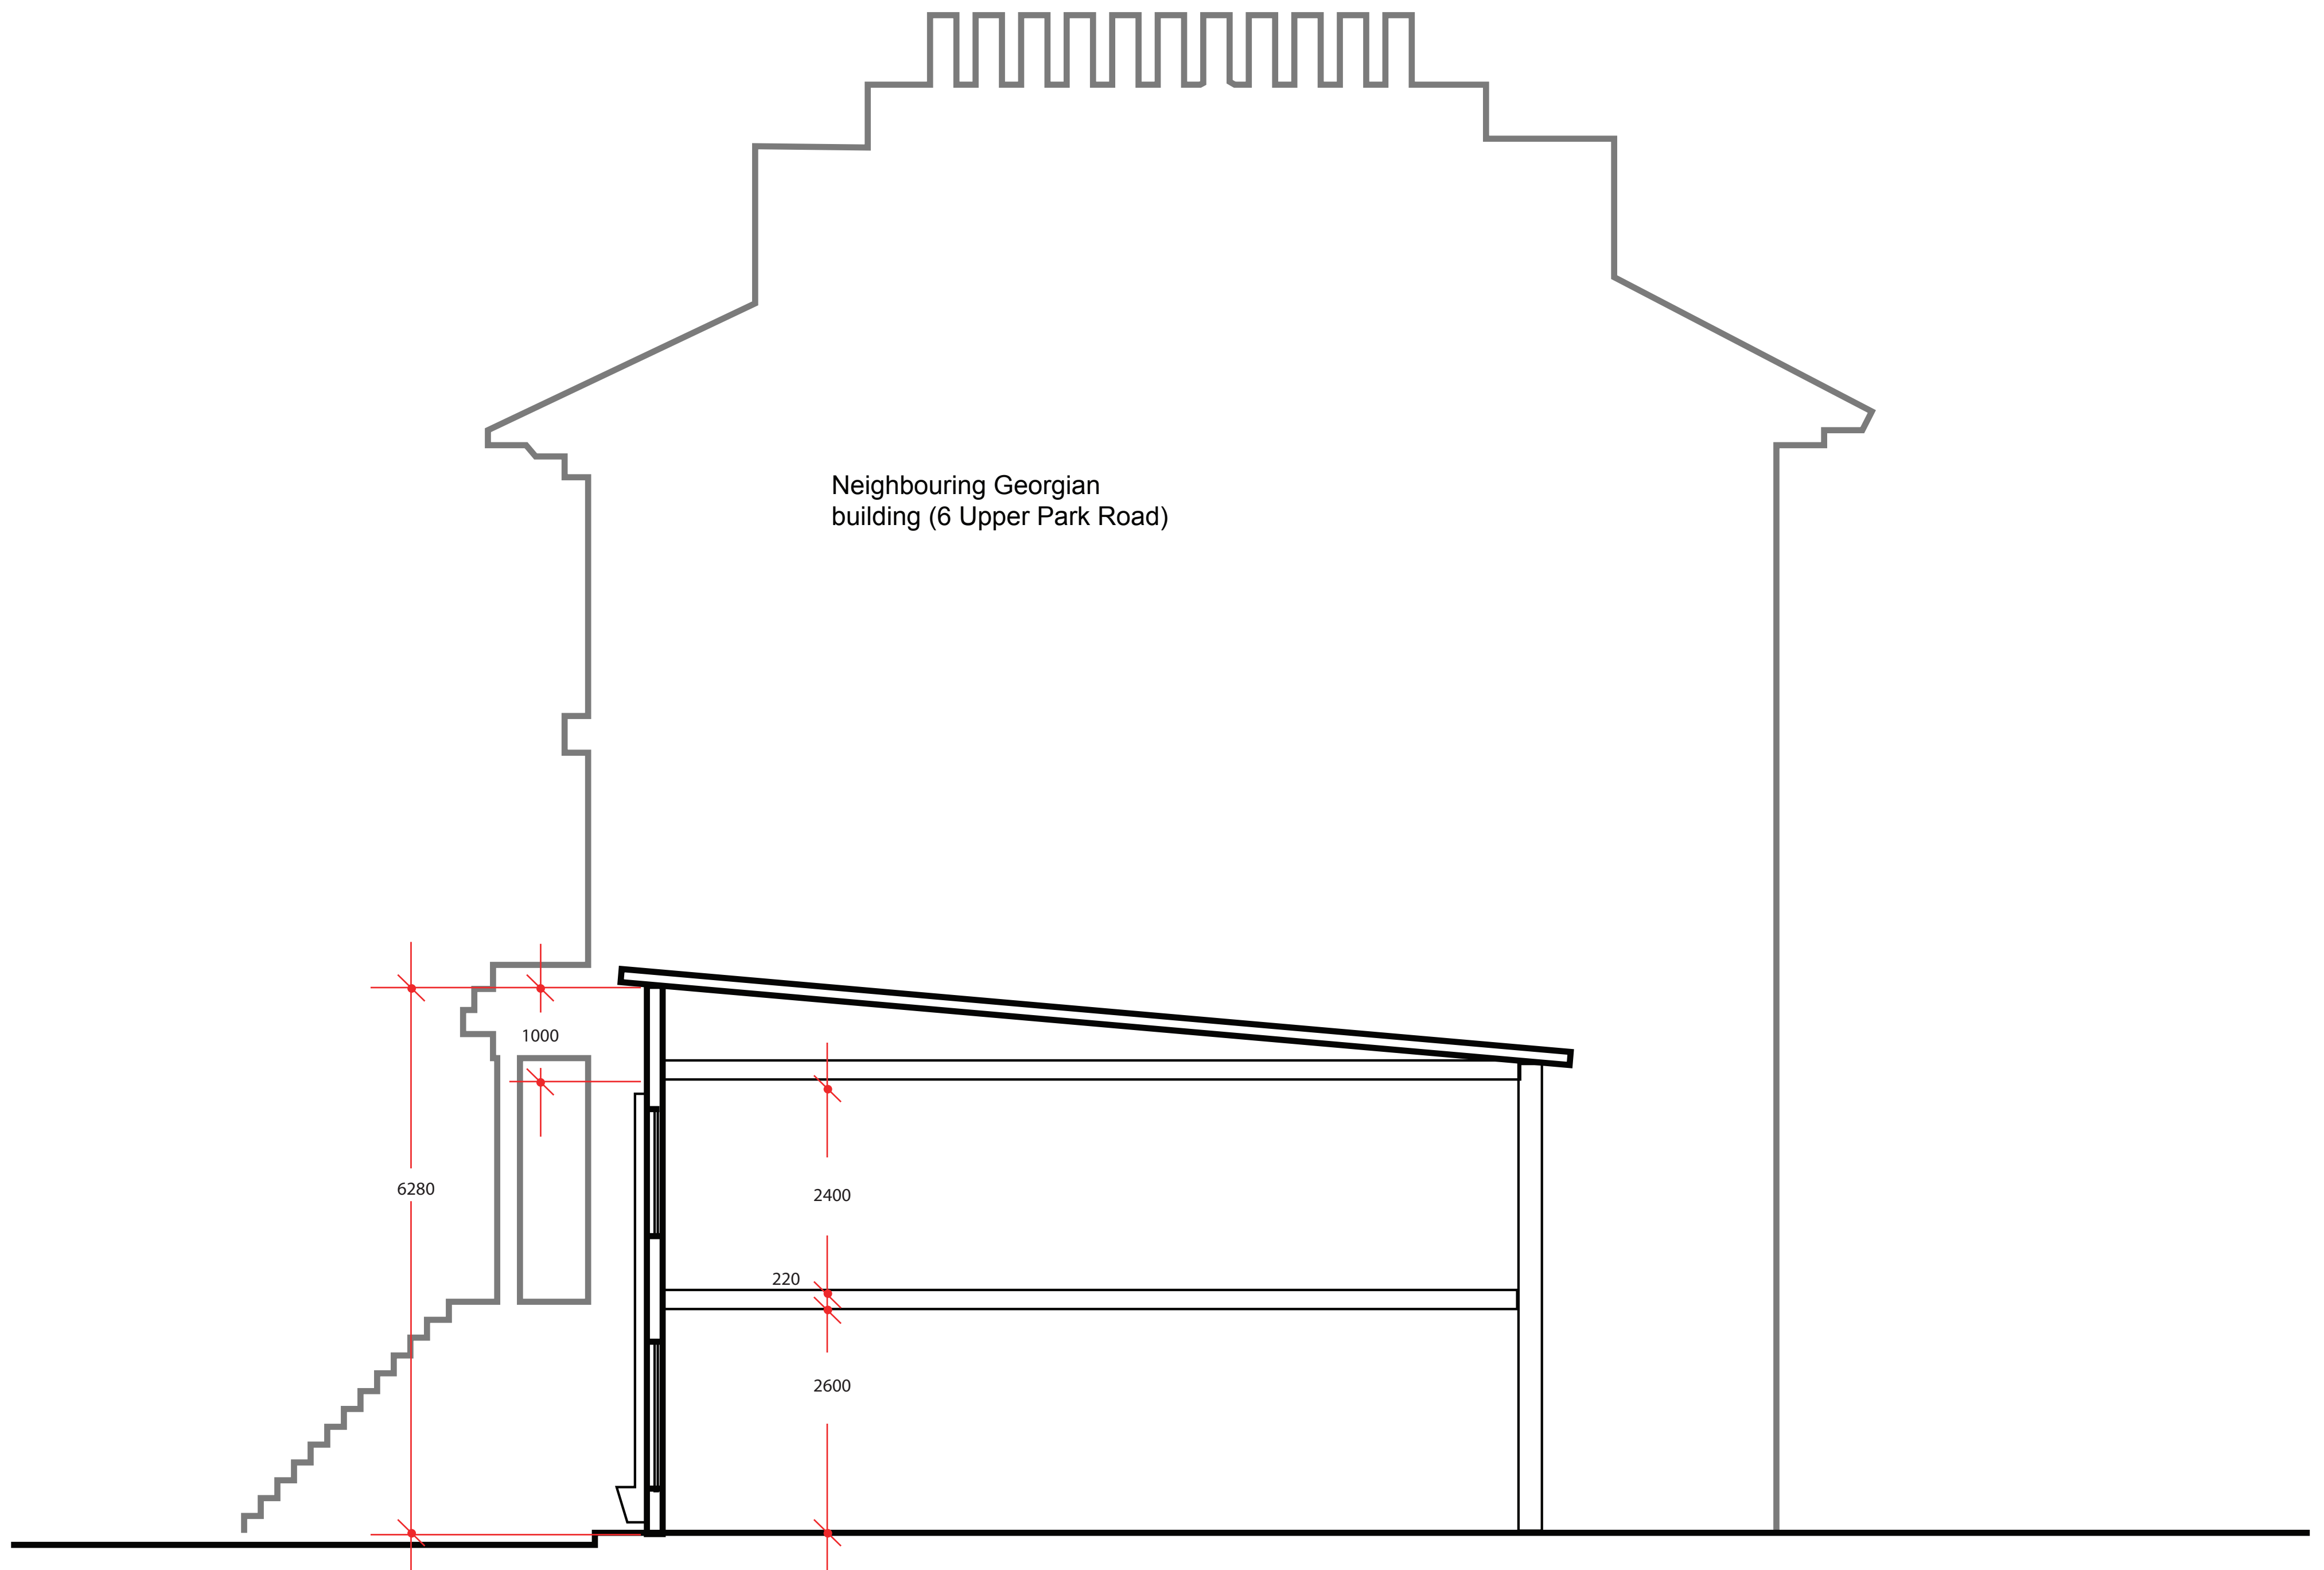 Neighbouring Georgian
building (6 Upper Park Road)
1000
6280
2400
220
2600